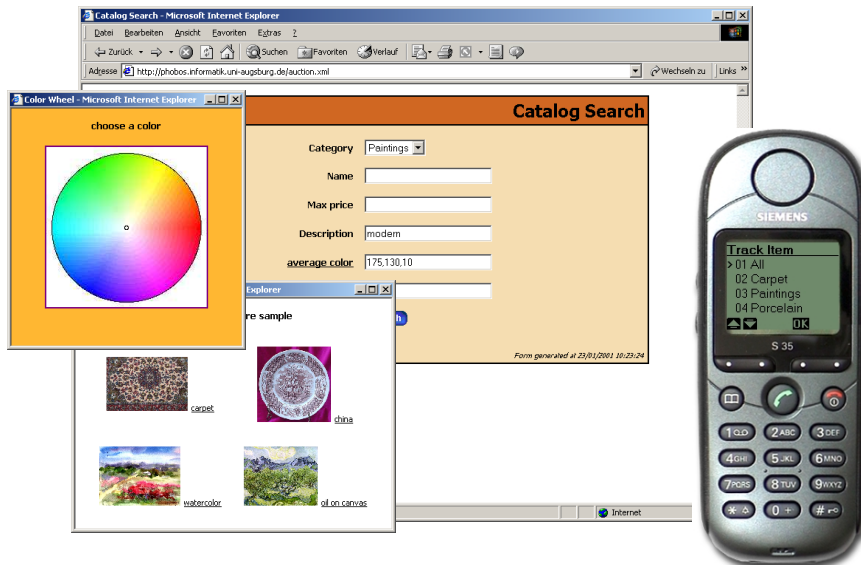 Catalog Search - Microsoft Internet Explorer
Datei Bearbeiten Ansicht Favoriten Extras ?
Zurück Suchen Favoriten Verlauf
Adresse http://phobos.informatik.uni-augsburg.de/auction.xml Wechseln zu Links »
Color Wheel - Microsoft Internet Explorer
choose a color
Catalog Search
Category Paintings
Name
Max price
Description modern
average color 175,130,10
Explorer
re sample
h
Form generated at 23/01/2001 10:23:24
carpet
china
watercolor
oil on canvas
Internet
SIEMENS
Track Item
>01 All
02 Carpet
03 Paintings
04 Porcelain
OK
S 35
1 2ABC 3DEF
4GHI 5JKL 6MNO
7PQRS 8TUV 9WXYZ
* 0 + #